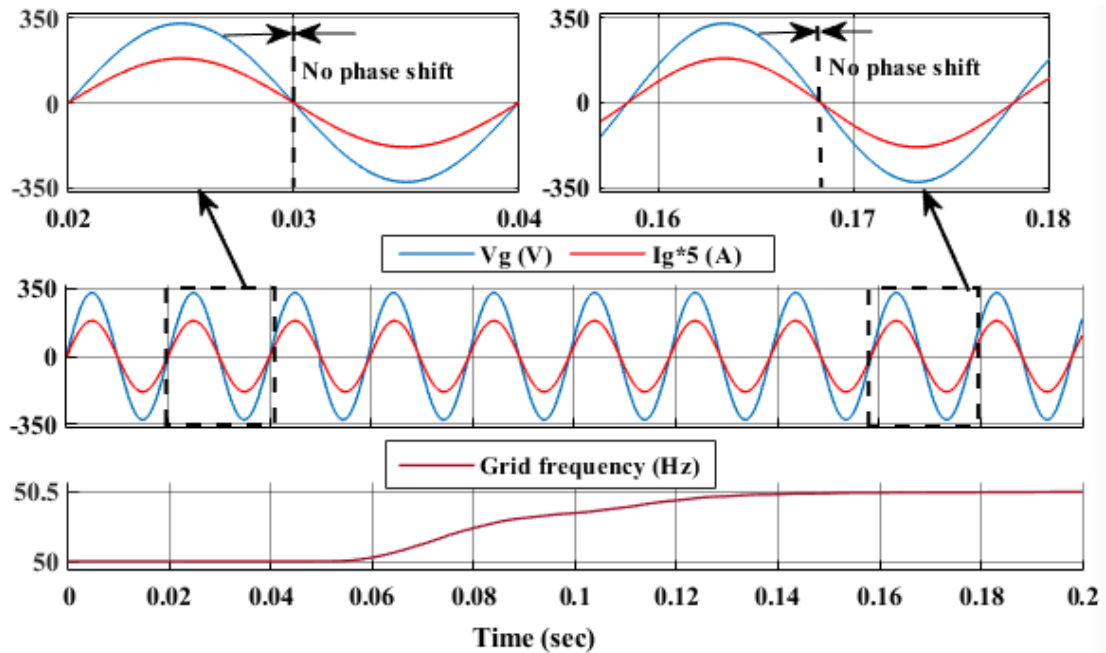 350
0
-350
No phase shift
0.02 0.03 0.04
350
0
-350
No phase shift
0.16 0.17 0.18
Vg (V) Ig*5 (A)
350
0
-350
Grid frequency (Hz)
50.5
50
0 0.02 0.04 0.06 0.08 0.1 0.12 0.14 0.16 0.18 0.2
Time (sec)